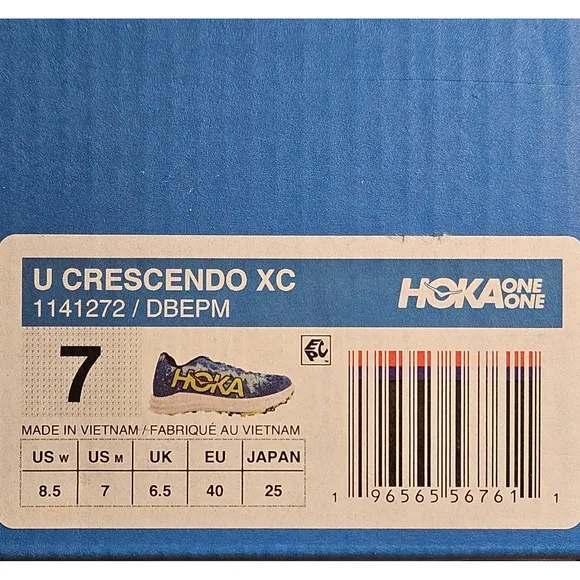 U CRESCENDO XC
1141272 / DBEPM
HOKA ONE ONE
7
HOKA
EPC
MADE IN VIETNAM / FABRIQUÉ AU VIETNAM
US W US M UK EU JAPAN
8.5 7 6.5 40 25
1 96565 56761 1